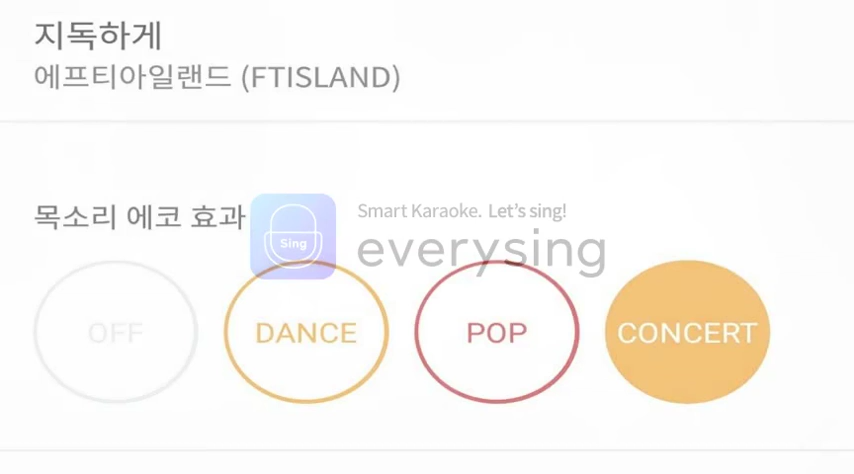 지독하게
에프티아일랜드 (FTISLAND)
목소리 에코 효과
Sing
Smart Karaoke. Let's sing!
everysing
OFF
DANCE
POP
CONCERT